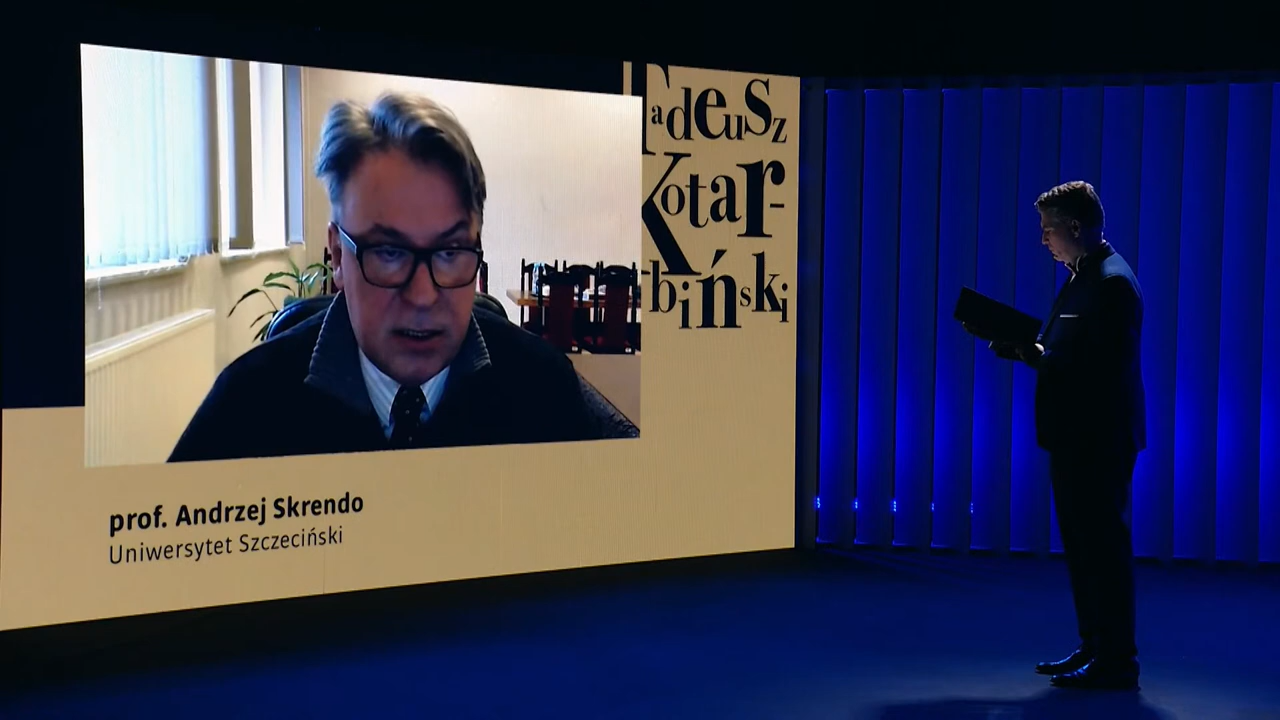 Tadeusz
Kotar-
biński
prof. Andrzej Skrendo
Uniwersytet Szczeciński